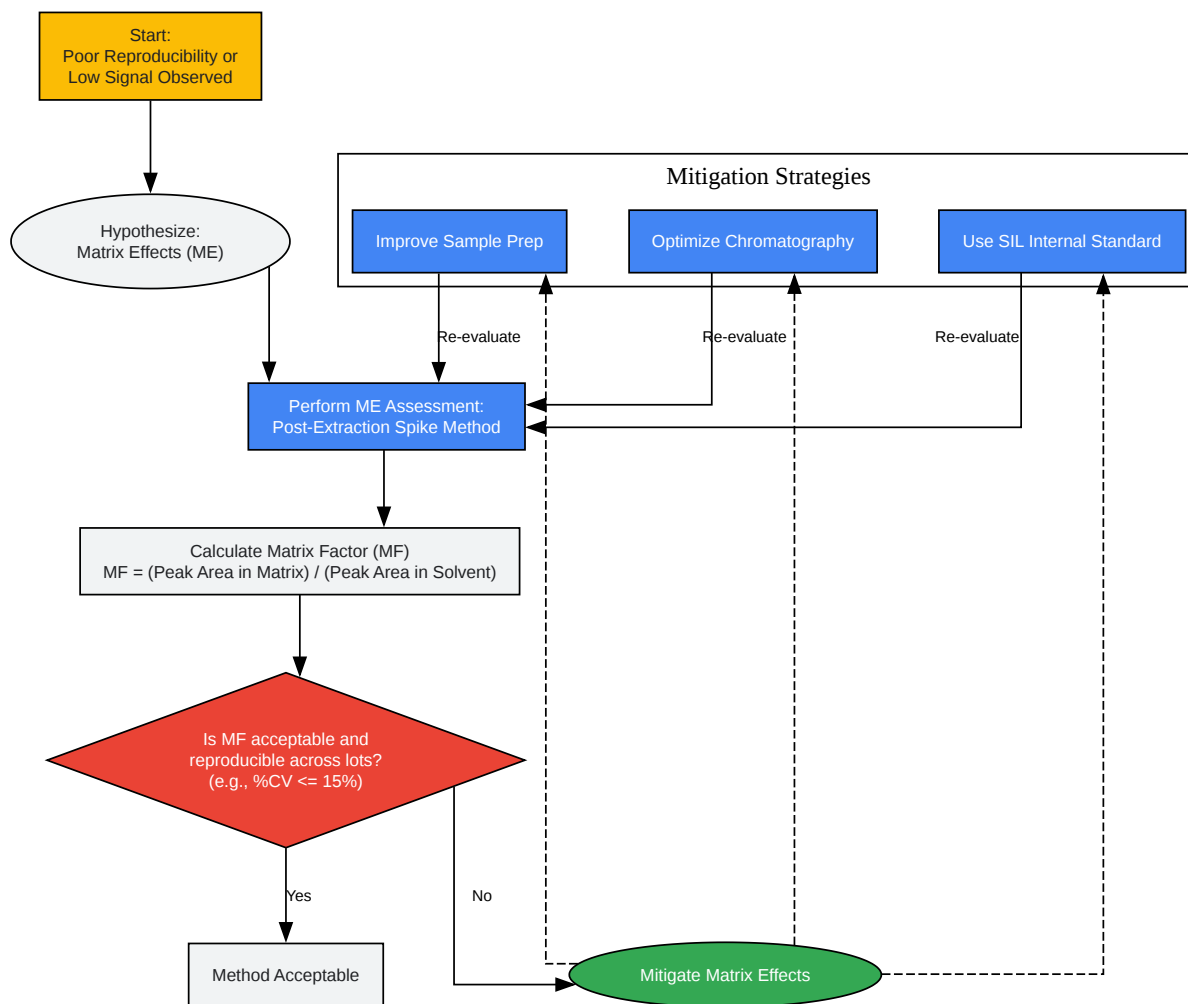 Start:
Poor Reproducibility or
Low Signal Observed
Mitigation Strategies
Hypothesize:
Matrix Effects (ME)
Improve Sample Prep
Optimize Chromatography
Use SIL Internal Standard
Re-evaluate
Re-evaluate
Re-evaluate
Perform ME Assessment:
Post-Extraction Spike Method
Calculate Matrix Factor (MF)
MF = (Peak Area in Matrix) / (Peak Area in Solvent)
Is MF acceptable and
reproducible across lots?
(e.g., %CV <= 15%)
Yes
No
Method Acceptable
Mitigate Matrix Effects